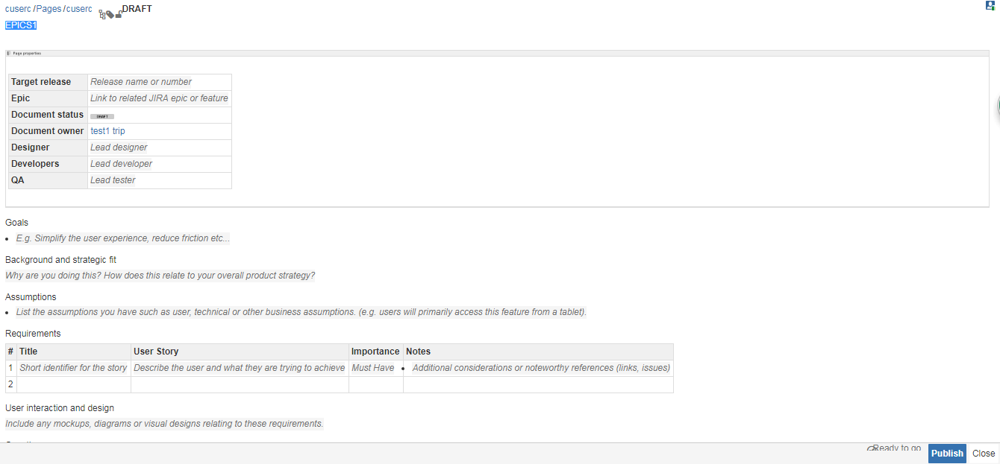 cuserc / Pages / cuserc DRAFT
EPICS1
Page properties
Target release Release name or number
Epic Link to related JIRA epic or feature
Document status DRAFT
Document owner test1 trip
Designer Lead designer
Developers Lead developer
QA Lead tester
Goals
• E.g. Simplify the user experience, reduce friction etc...
Background and strategic fit
Why are you doing this? How does this relate to your overall product strategy?
Assumptions
• List the assumptions you have such as user, technical or other business assumptions. (e.g. users will primarily access this feature from a tablet).
Requirements
# Title User Story Importance Notes
1 Short identifier for the story Describe the user and what they are trying to achieve Must Have • Additional considerations or noteworthy references (links, issues)
2
User interaction and design
Include any mockups, diagrams or visual designs relating to these requirements.
Ready to go Publish Close